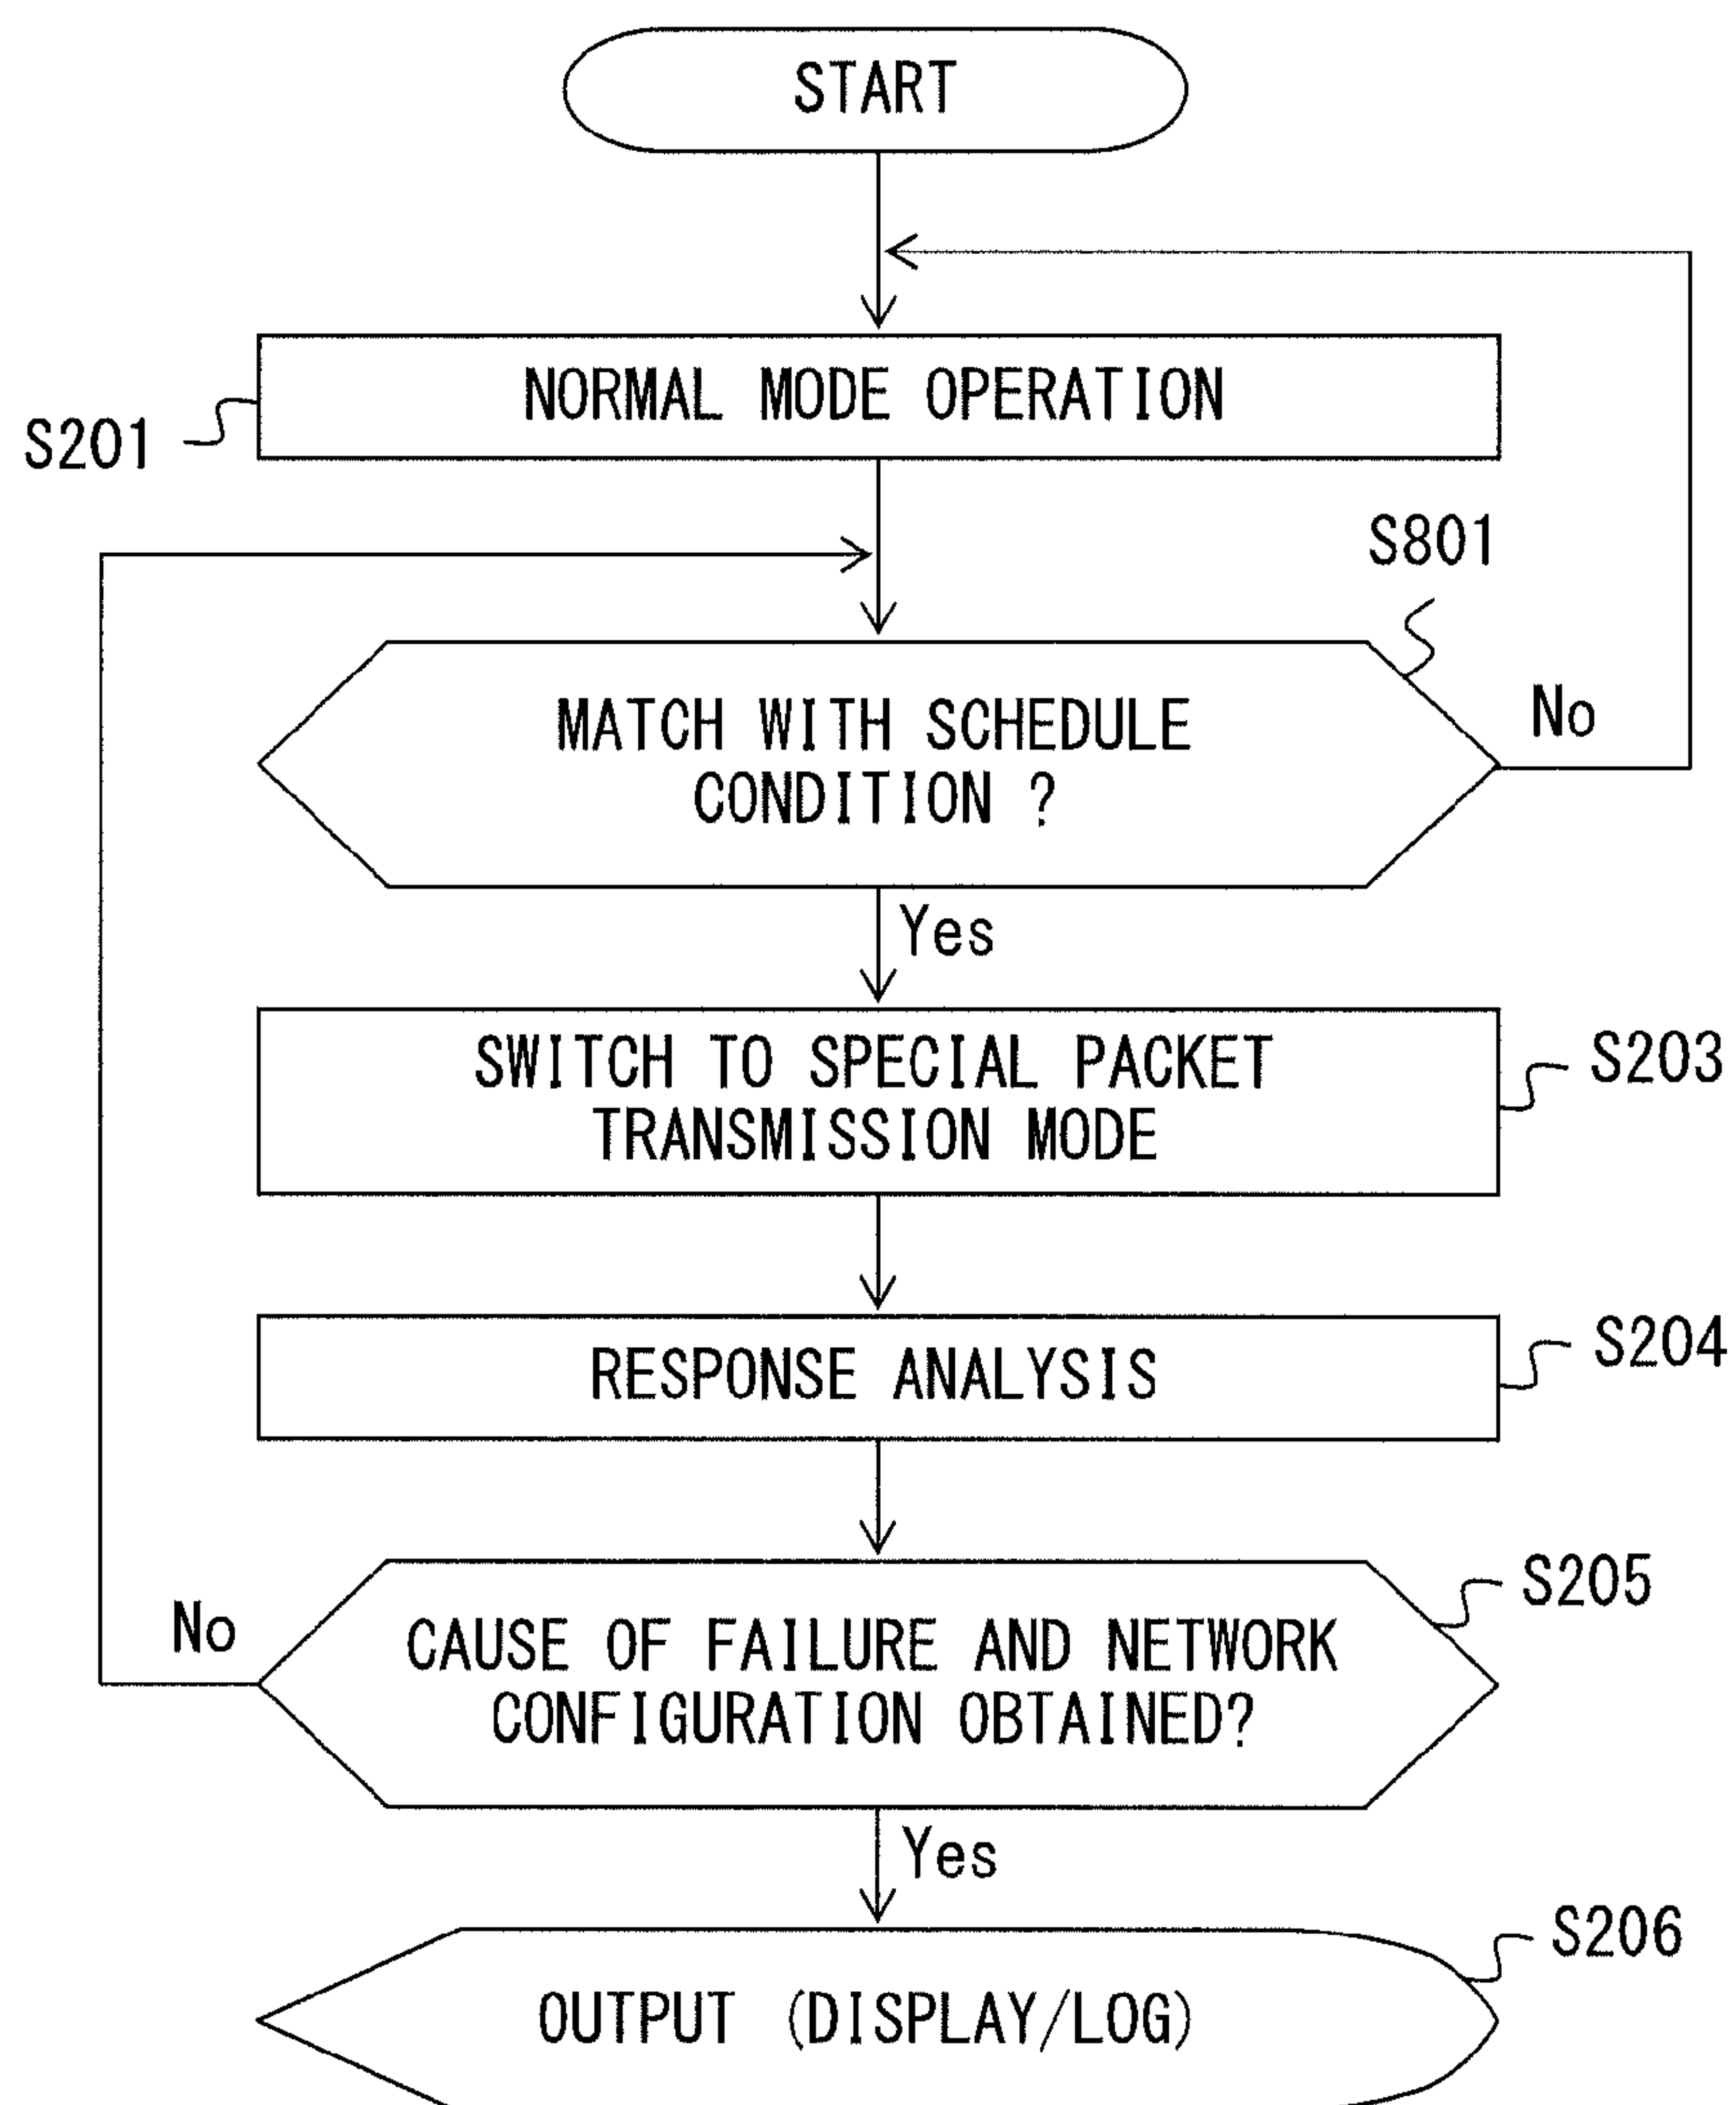 START
NORMAL MODE OPERATION
S201
S801
MATCH WITH SCHEDULE
CONDITION ?
No
Yes
SWITCH TO SPECIAL PACKET
TRANSMISSION MODE
S203
RESPONSE ANALYSIS
S204
S205
No
CAUSE OF FAILURE AND NETWORK
CONFIGURATION OBTAINED?
Yes
S206
OUTPUT (DISPLAY/LOG)